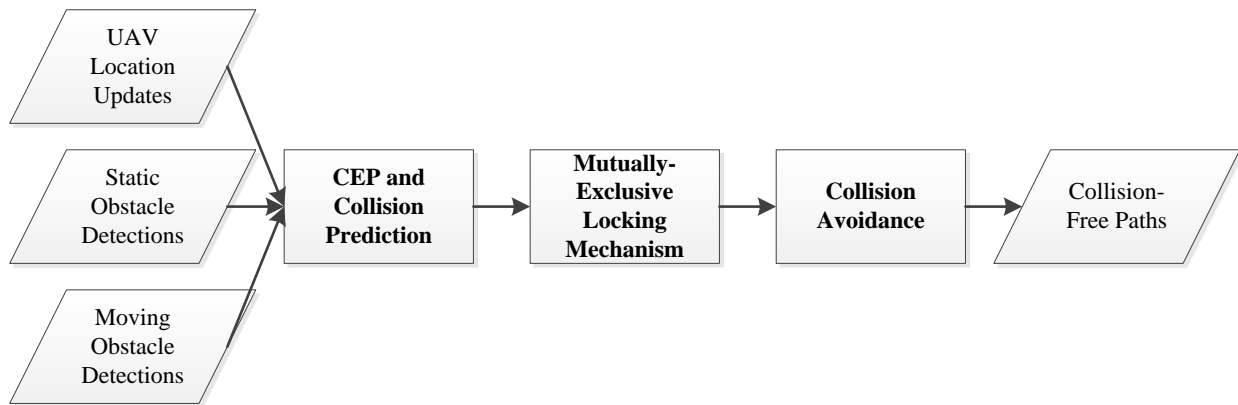 UAV
Location
Updates
Static
Obstacle
Detections
Moving
Obstacle
Detections
CEP and
Collision
Prediction
Mutually-
Exclusive
Locking
Mechanism
Collision
Avoidance
Collision-
Free Paths